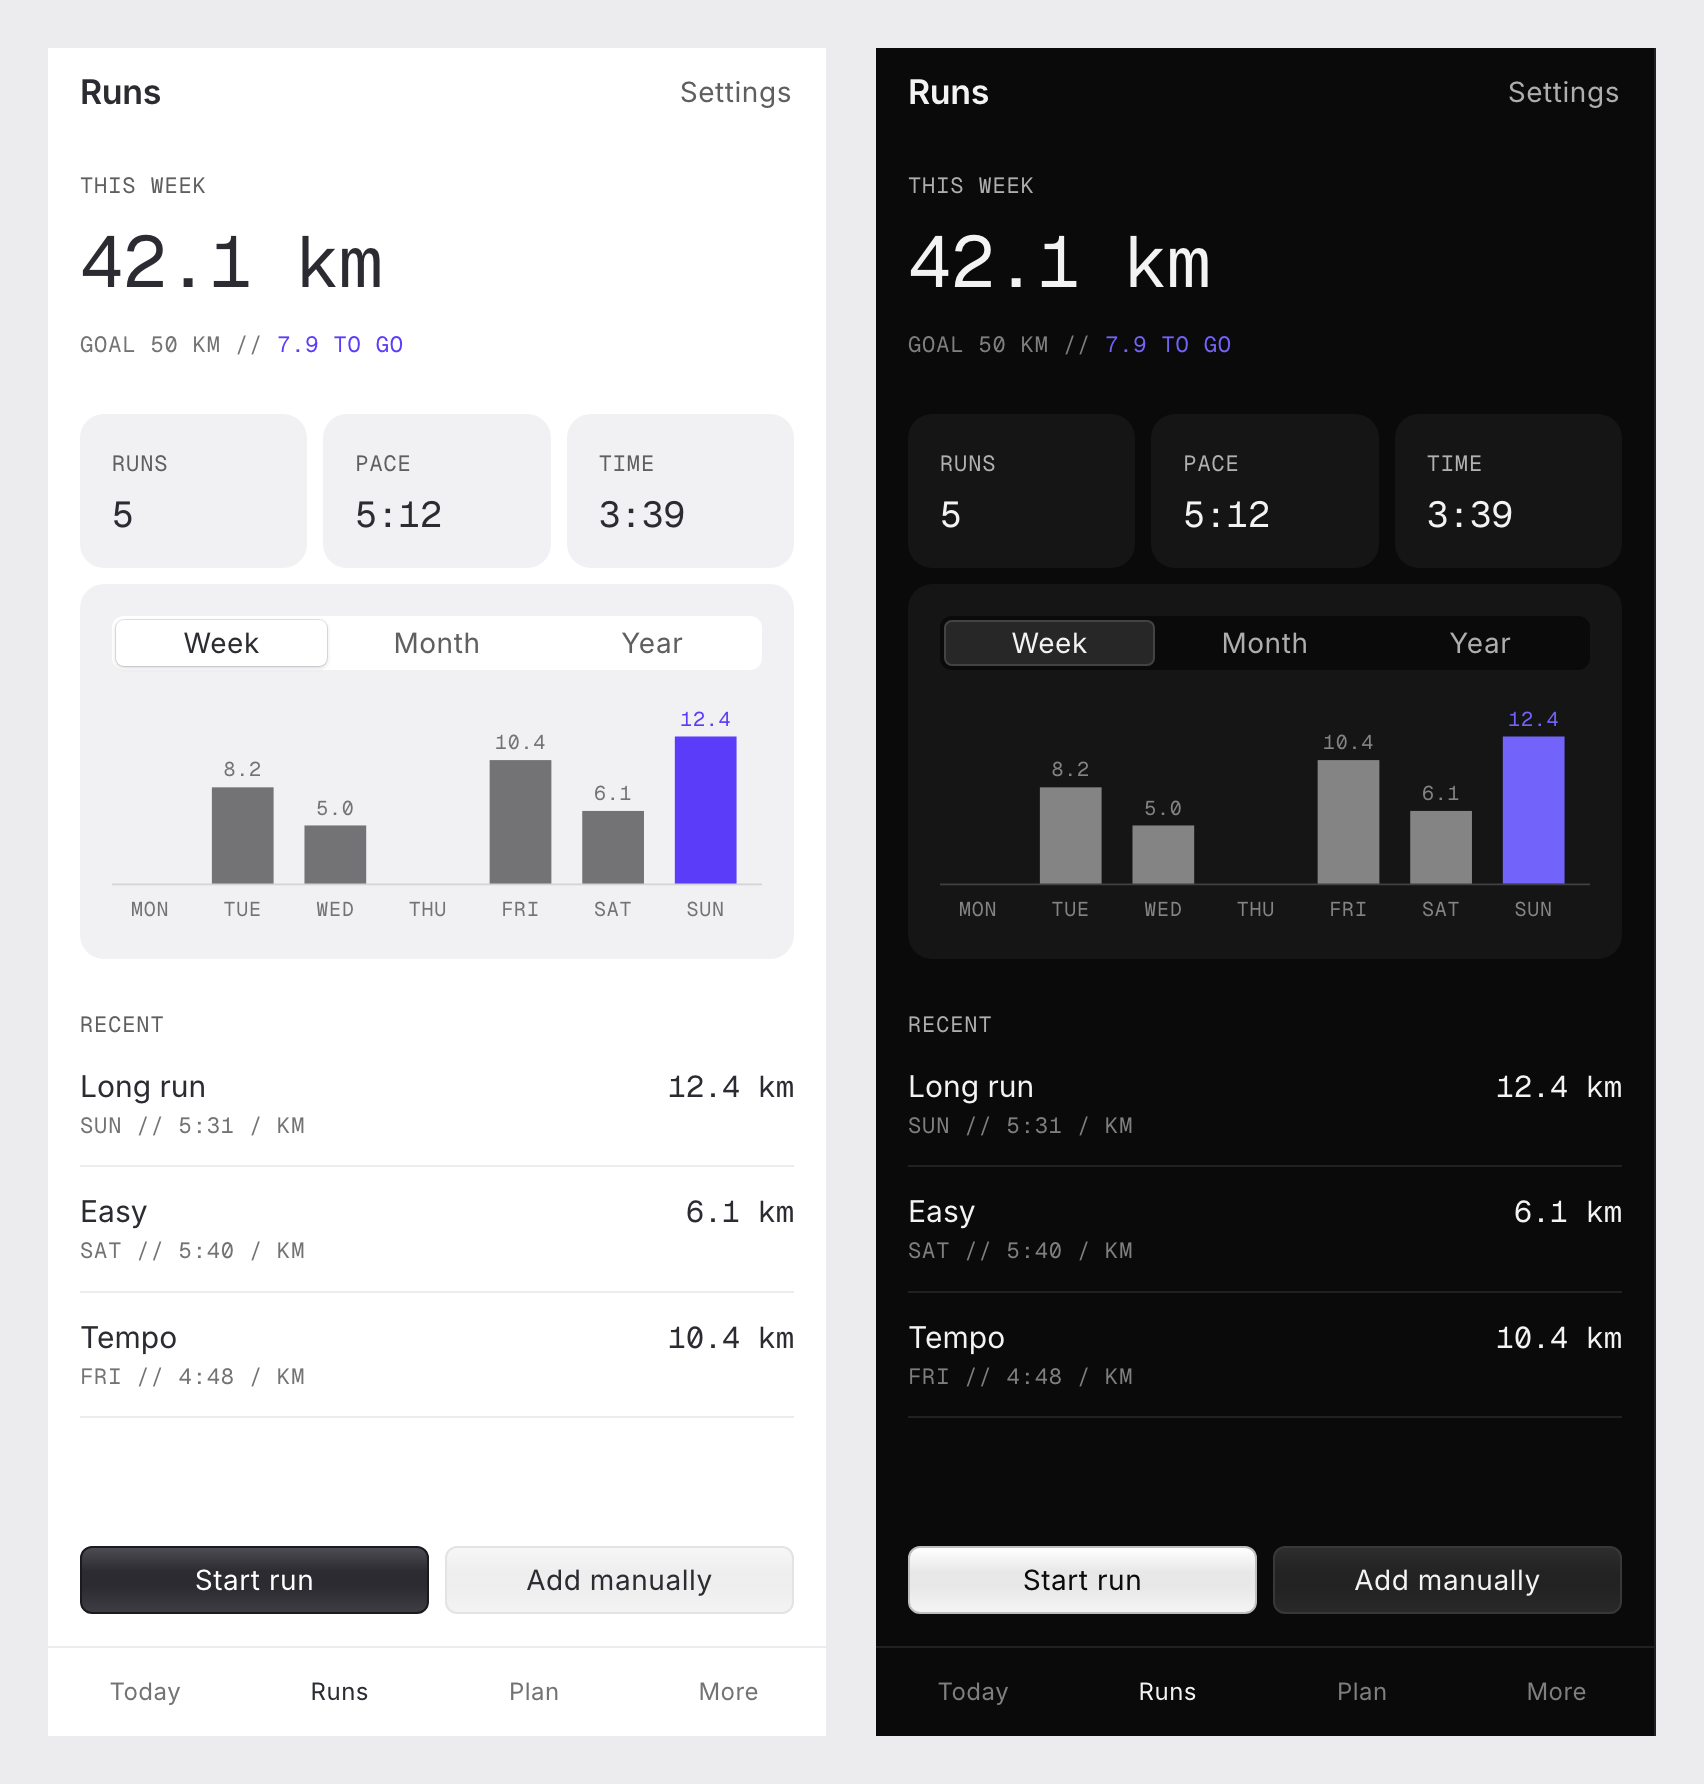 Runs
Settings
THIS WEEK
42.1 km
GOAL 50 KM // 7.9 TO GO
RUNS
5
PACE
5:12
TIME
3:39
Week
Month
Year
8.2
5.0
10.4
6.1
12.4
MON
TUE
WED
THU
FRI
SAT
SUN
RECENT
Long run
12.4 km
SUN // 5:31 / KM
Easy
6.1 km
SAT // 5:40 / KM
Tempo
10.4 km
FRI // 4:48 / KM
Start run
Add manually
Today
Runs
Plan
More
Runs
Settings
THIS WEEK
42.1 km
GOAL 50 KM // 7.9 TO GO
RUNS
5
PACE
5:12
TIME
3:39
Week
Month
Year
8.2
5.0
10.4
6.1
12.4
MON
TUE
WED
THU
FRI
SAT
SUN
RECENT
Long run
12.4 km
SUN // 5:31 / KM
Easy
6.1 km
SAT // 5:40 / KM
Tempo
10.4 km
FRI // 4:48 / KM
Start run
Add manually
Today
Runs
Plan
More